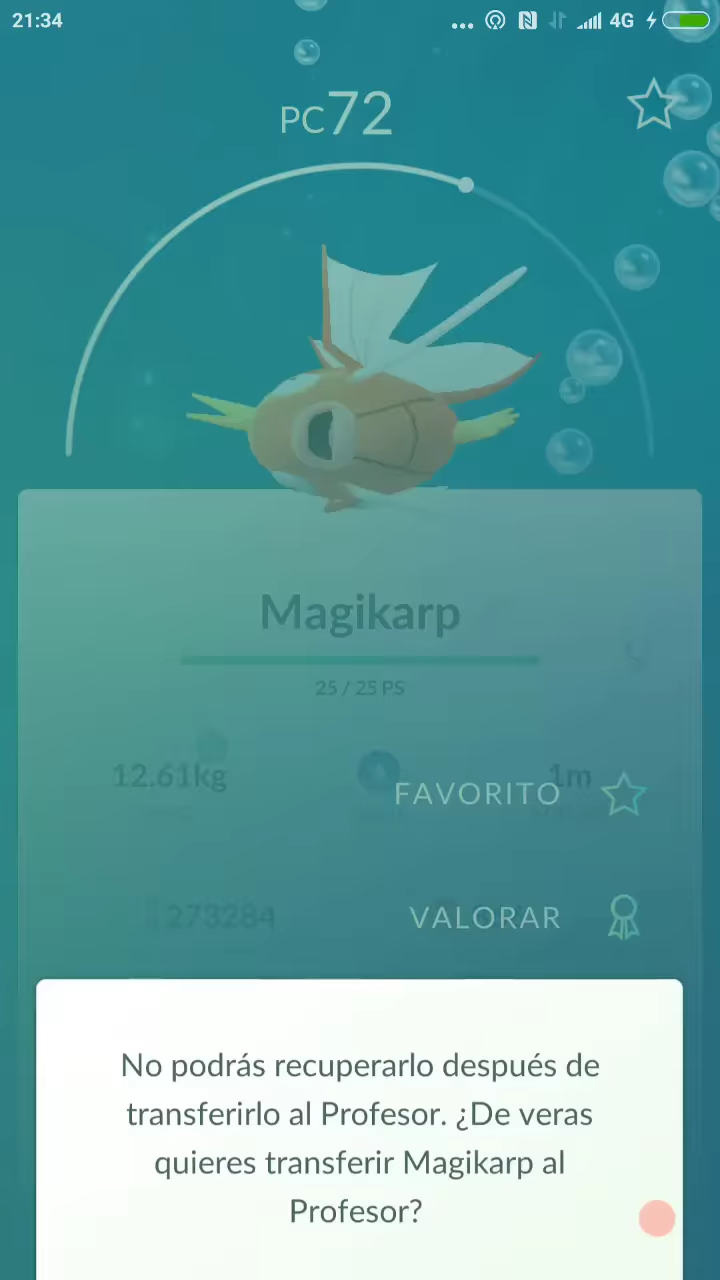 21:34
4G
PC72
Magikarp
25 / 25 PS
12.61kg
1m
FAVORITO
273284
VALORAR
No podrás recuperarlo después de
transferirlo al Profesor. ¿De veras
quieres transferir Magikarp al
Profesor?